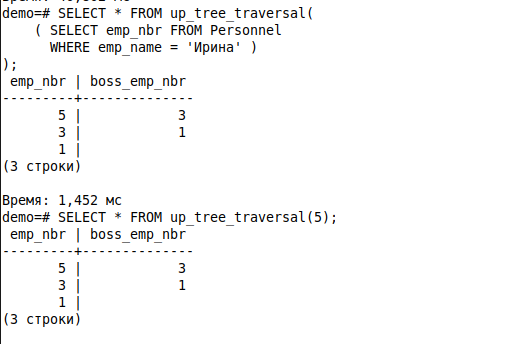 demo=# SELECT * FROM up_tree_traversal(
    ( SELECT emp_nbr FROM Personnel
      WHERE emp_name = 'Ирина' )
);
 emp_nbr | boss_emp_nbr
---------+--------------
       5 |            3
       3 |            1
       1 |
(3 строки)

Время: 1,452 мс
demo=# SELECT * FROM up_tree_traversal(5);
 emp_nbr | boss_emp_nbr
---------+--------------
       5 |            3
       3 |            1
       1 |
(3 строки)